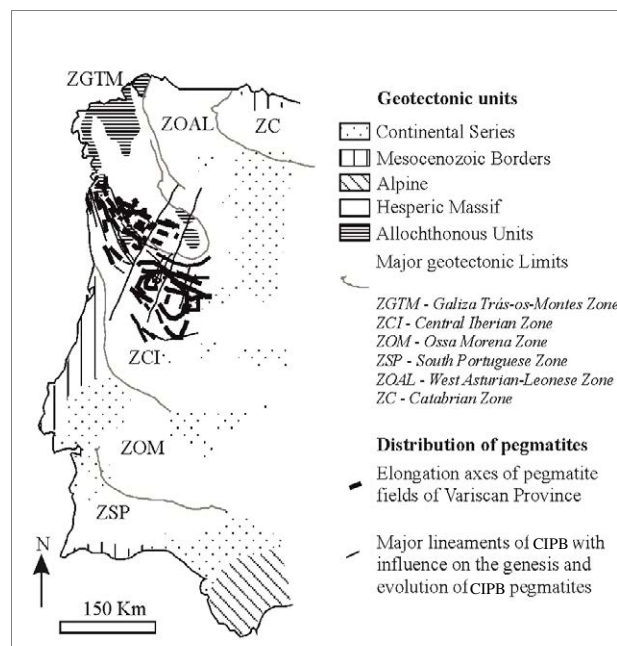 ZGTM
ZOAL
ZC
ZCI
ZOM
ZSP
N
150 Km
Geotectonic units
Continental Series
Mesocenozoic Borders
Alpine
Hesperic Massif
Allochthonous Units
Major geotectonic Limits
ZGTM - Galiza Trás-os-Montes Zone
ZCI - Central Iberian Zone
ZOM - Ossa Morena Zone
ZSP - South Portuguese Zone
ZOAL - West Asturian-Leonese Zone
ZC - Catabrian Zone
Distribution of pegmatites
Elongation axes of pegmatite
fields of Variscan Province
Major lineaments of CIPB with
influence on the genesis and
evolution of CIPB pegmatites